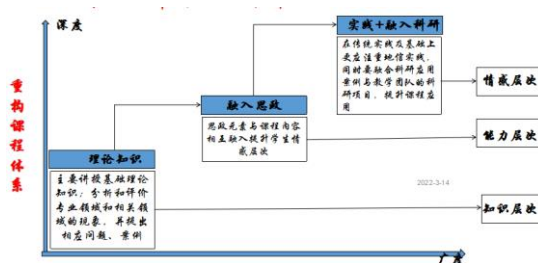 深度
实践+融入科研
在传统实践及基础上
更应注重地信实践，
同时要融合科研应用
案例与教学团队的科
研项目，提升课程应
用
情感层次
重构课程体系
融入思政
思政元素与课程内容
相互融入提升学生情
感层次
能力层次
理论知识
主要讲授基础理论
知识；分析和评价
专业领域和相关领
域的现象，并提出
相应问题、案例
2022-3-14
知识层次
广度